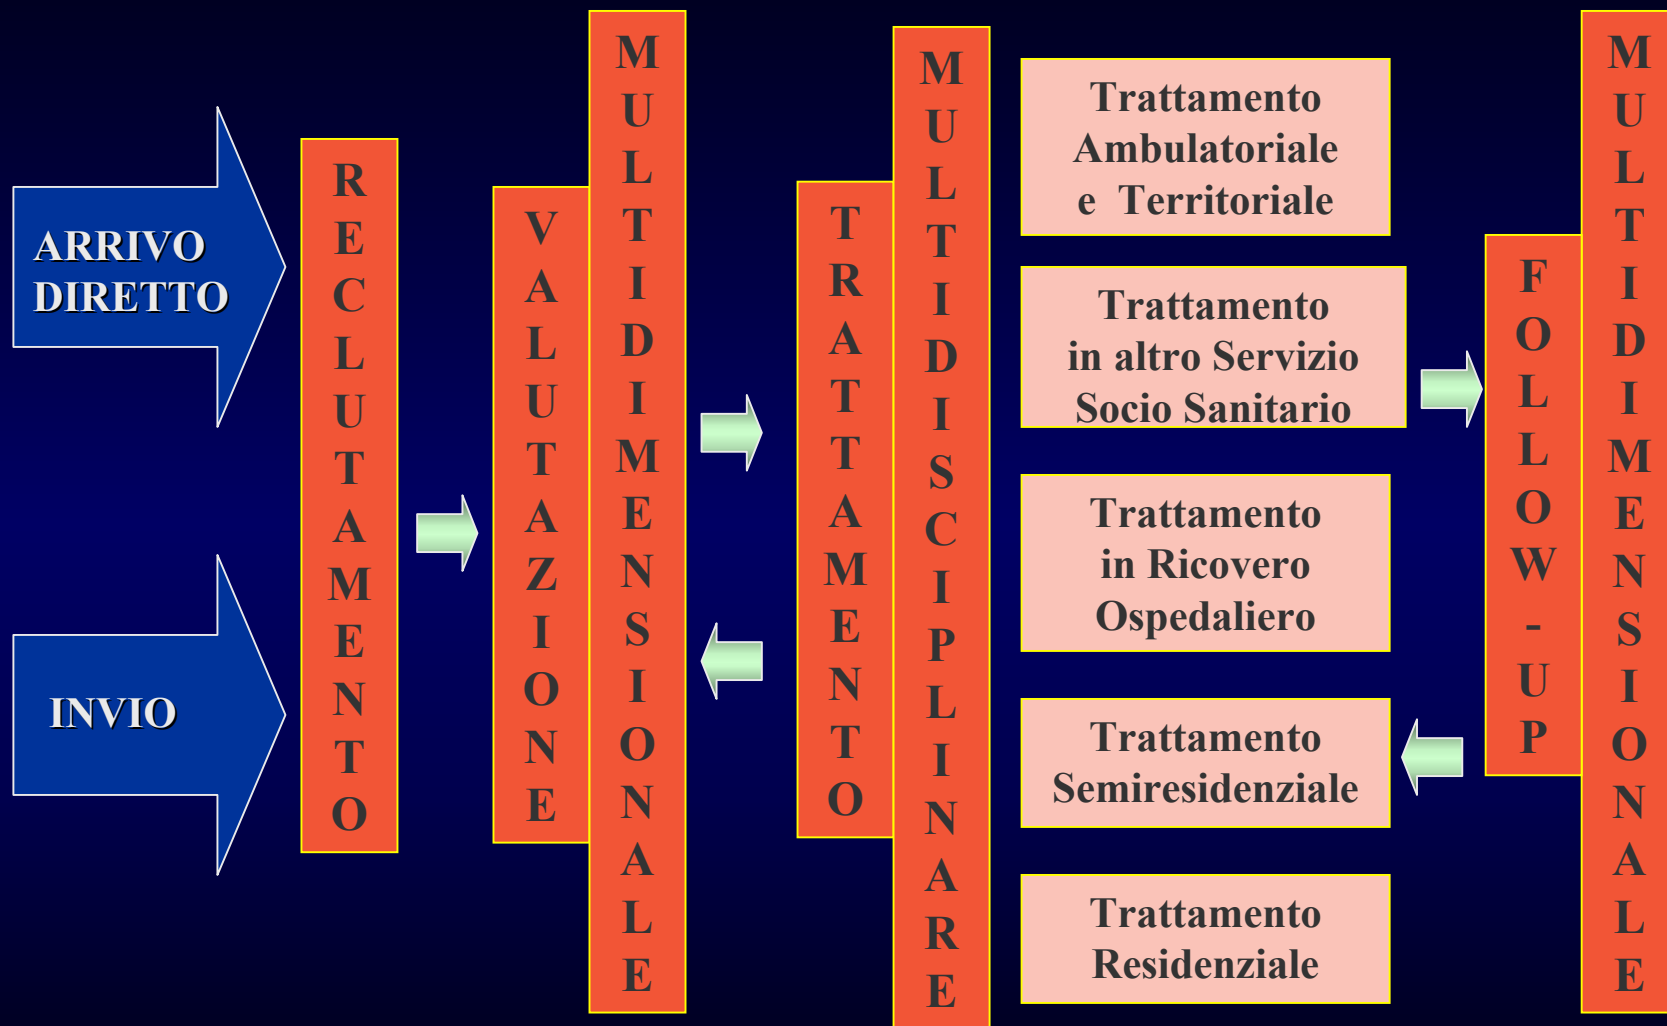 ARRIVO
DIRETTO
INVIO
RECLUTAMENTO
VALUTAZIONE
MULTIDIMENSIONALE
TRATTAMENTO
MULTIDISCIPLINARE
Trattamento
Ambulatoriale
e Territoriale
Trattamento
in altro Servizio
Socio Sanitario
Trattamento
in Ricovero
Ospedaliero
Trattamento
Semiresidenziale
Trattamento
Residenziale
FOLLOW-UP
MULTIDIMENSIONALE